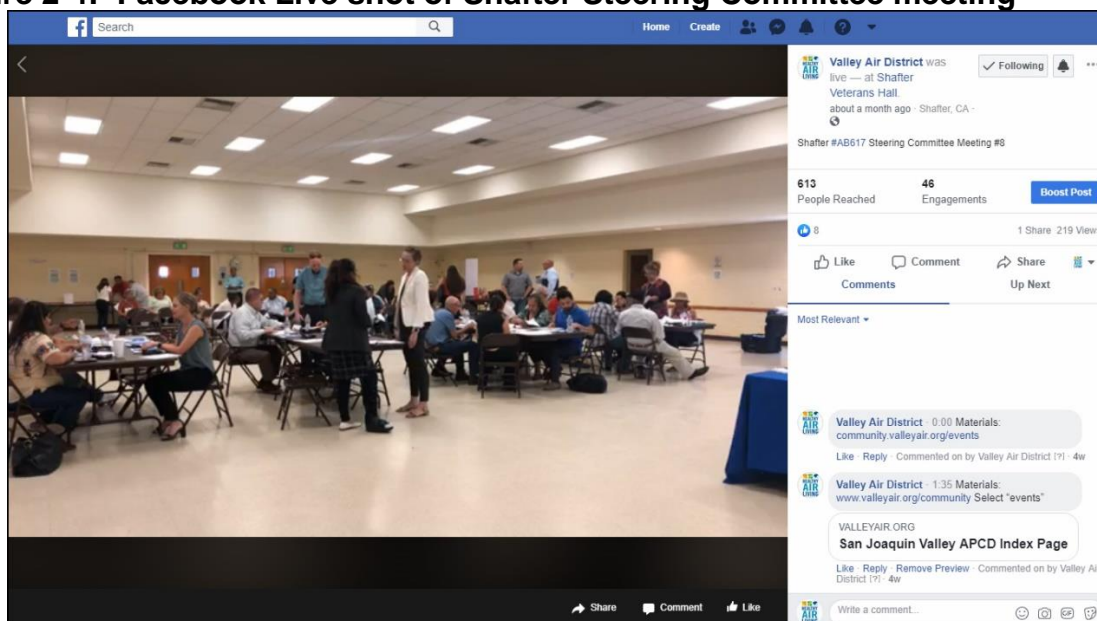 Facebook Live shot of Shafter Steering Committee meeting
f Search
Home Create
Valley Air District was
live — at Shafter
Veterans Hall.
about a month ago · Shafter, CA ·
Following
Shafter #AB617 Steering Committee Meeting #8
613
People Reached
46
Engagements
Boost Post
8
1 Share 219 View
Like Comment Share
Comments Up Next
Most Relevant
HEALTHY
AIR
LIVING
Valley Air District · 0:00 Materials:
community.valleyair.org/events
Like · Reply · Commented on by Valley Air District [?] · 4w
Valley Air District · 1:35 Materials:
www.valleyair.org/community Select "events"
VALLEYAIR.ORG
San Joaquin Valley APCD Index Page
Like · Reply · Remove Preview · Commented on by Valley Ai
District [?] · 4w
Write a comment...
GIF
Share Comment Like